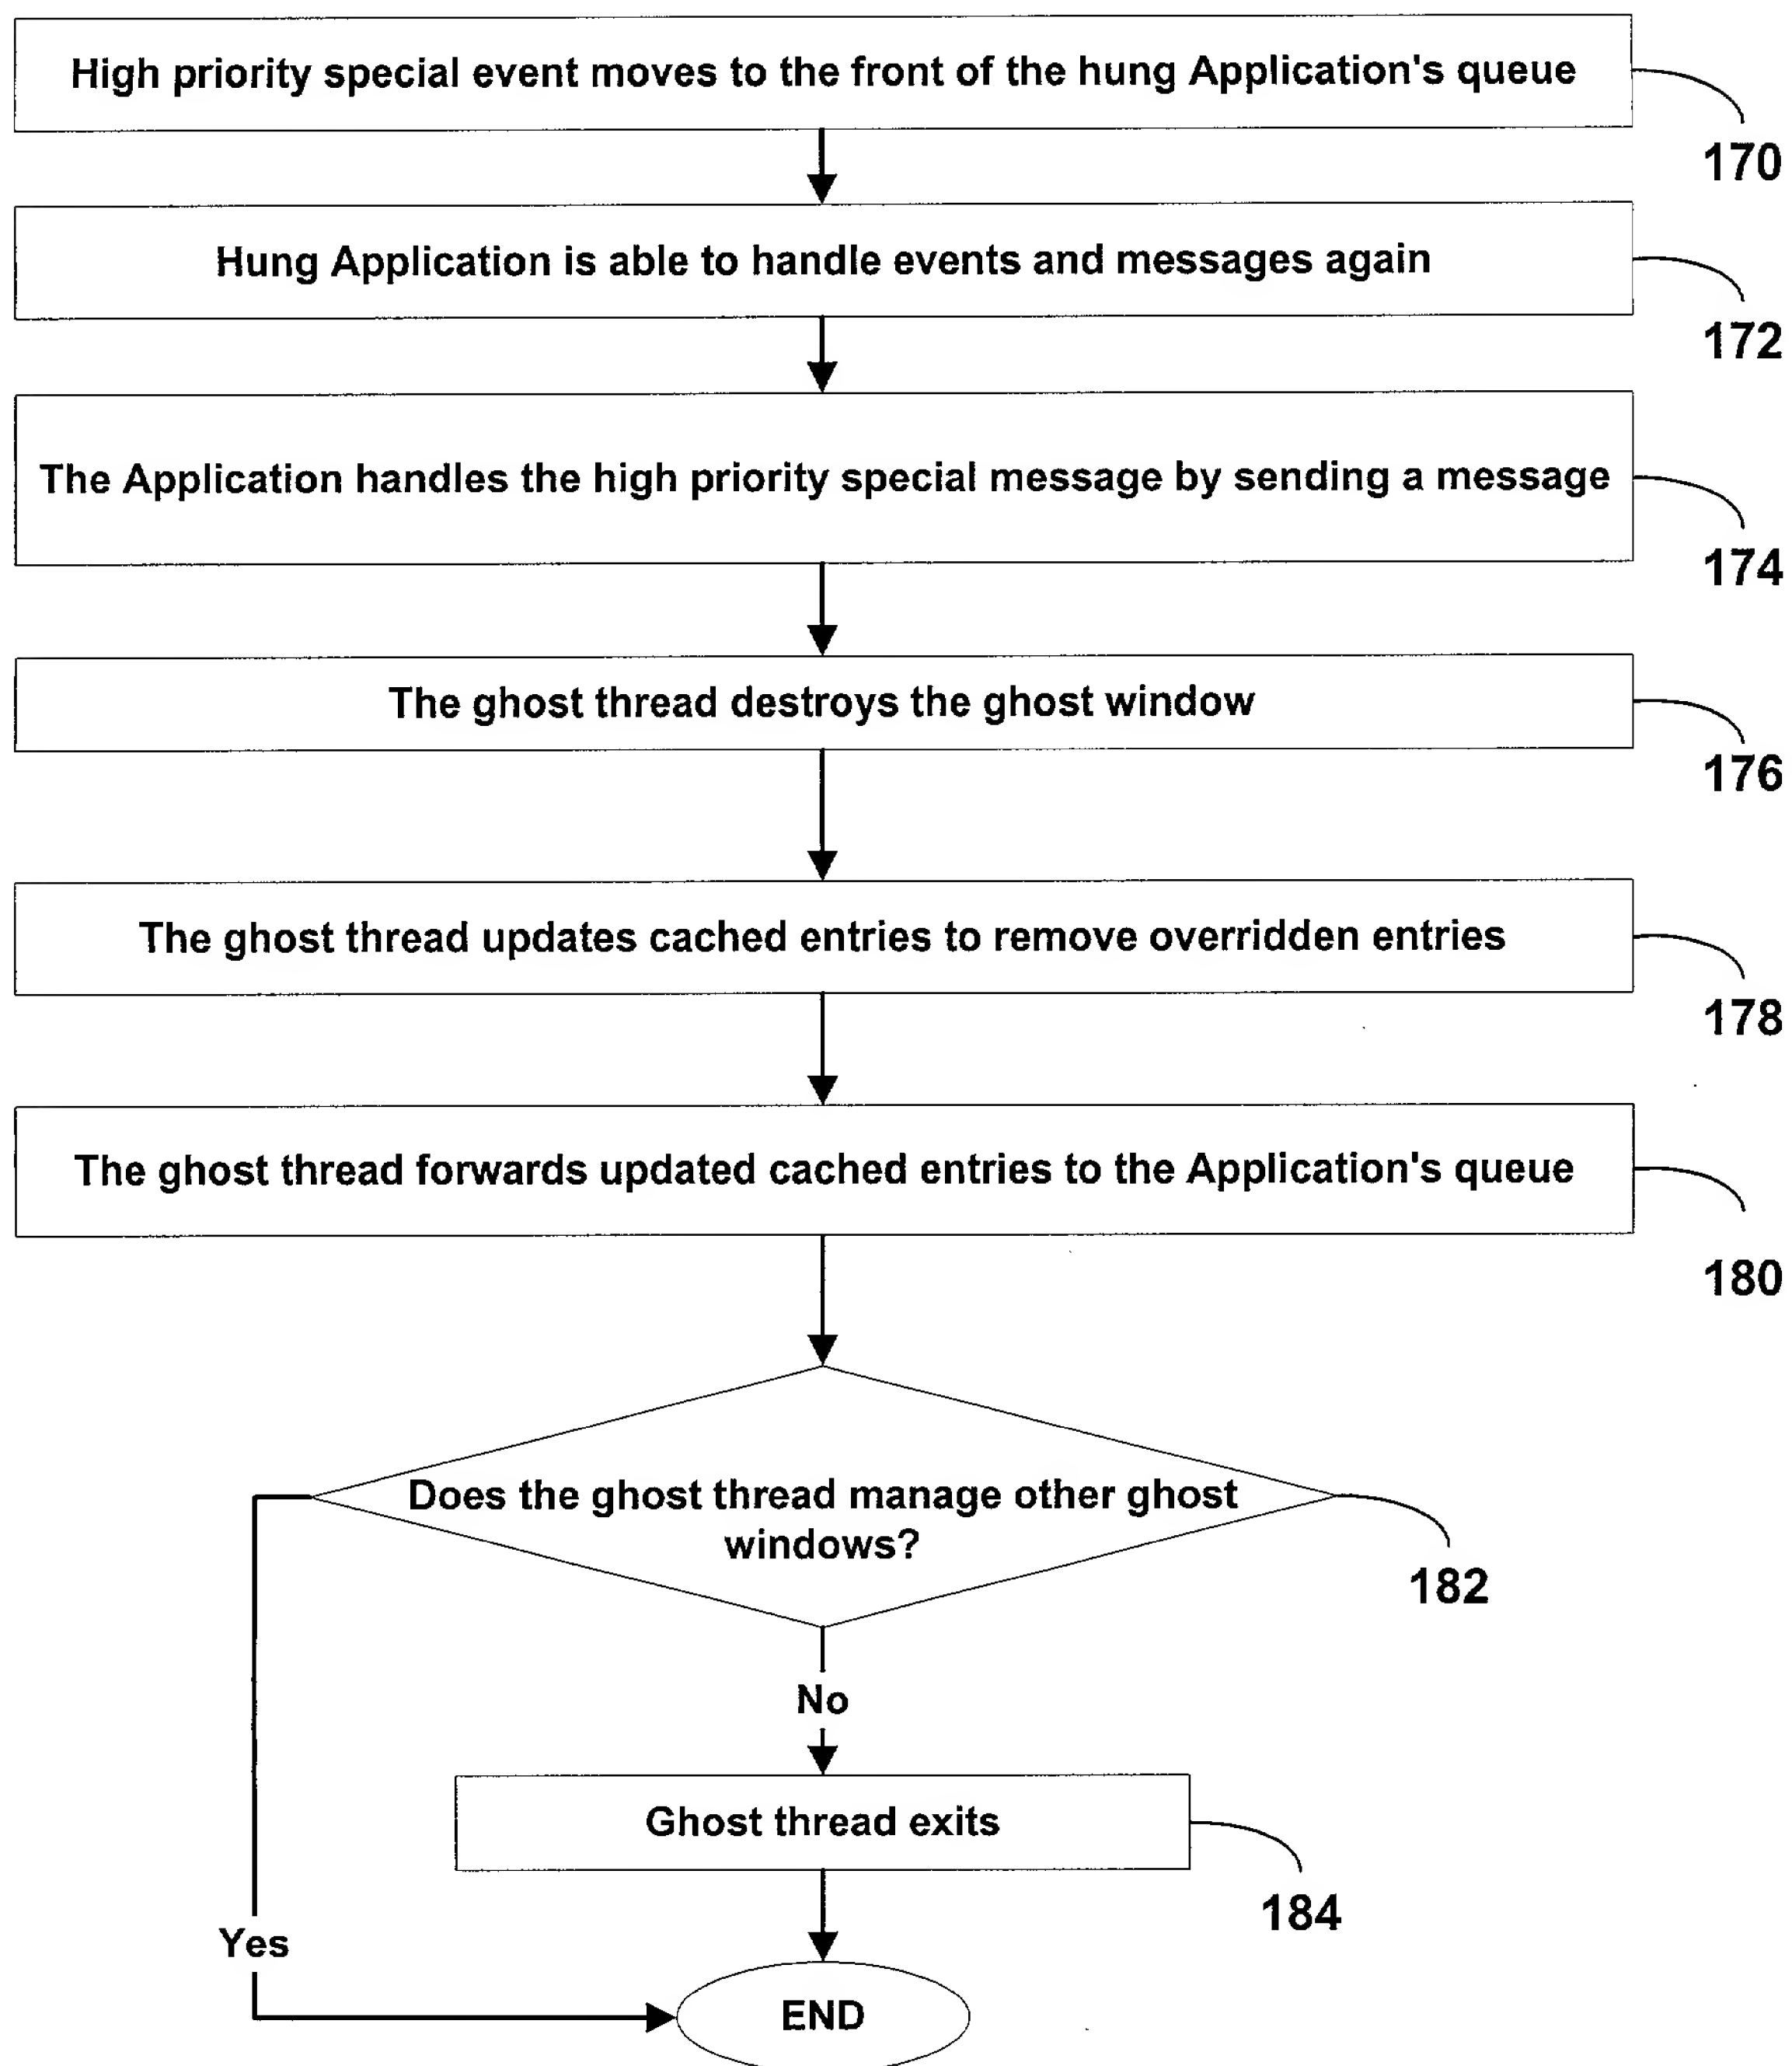 High priority special event moves to the front of the hung Application's queue
170
Hung Application is able to handle events and messages again
172
The Application handles the high priority special message by sending a message
174
The ghost thread destroys the ghost window
176
The ghost thread updates cached entries to remove overridden entries
178
The ghost thread forwards updated cached entries to the Application's queue
180
Does the ghost thread manage other ghost
windows?
182
No
Ghost thread exits
184
Yes
END